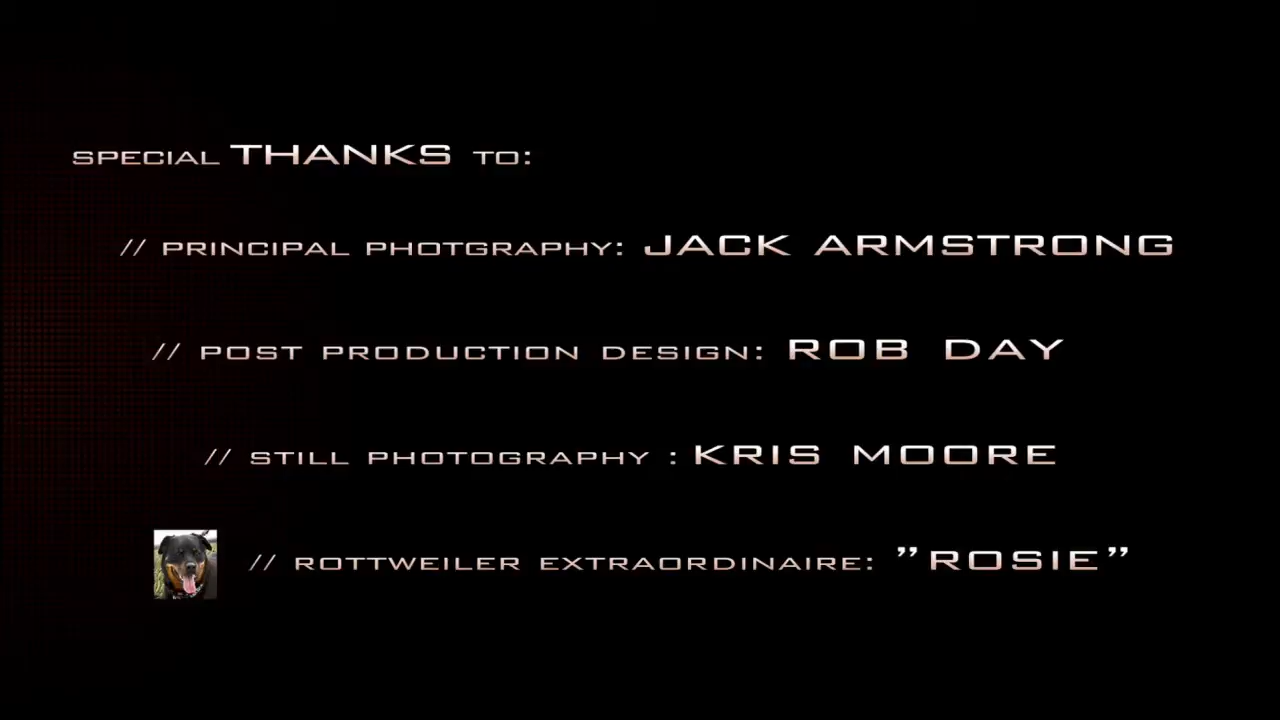 SPECIAL THANKS TO:
// PRINCIPAL PHOTGRAPHY: JACK ARMSTRONG
// POST PRODUCTION DESIGN: ROB DAY
// STILL PHOTOGRAPHY : KRIS MOORE
// ROTTWEILER EXTRAORDINAIRE: ”ROSIE”